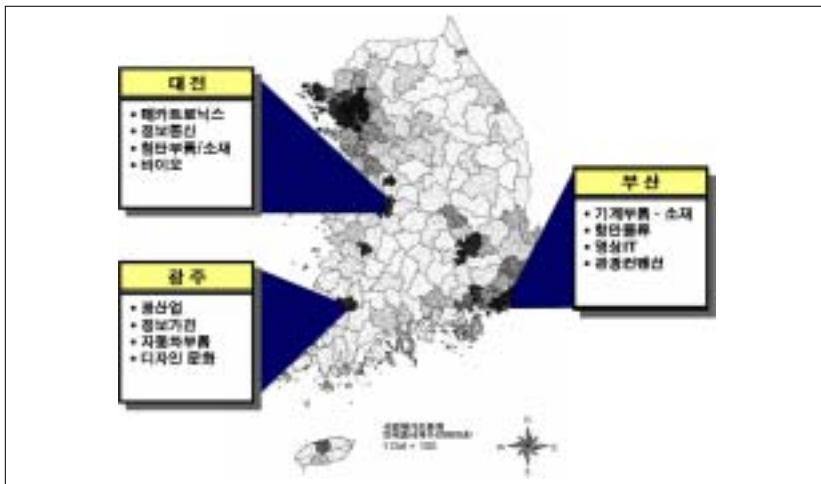 대 전
• 메카트로닉스
• 정보통신
• 첨단부품/소재
• 바이오
부 산
• 기계부품 - 소재
• 항만물류
• 영상IT
• 관광컨벤션
광 주
• 광산업
• 정보가전
• 자동차부품
• 디자인 문화
1 Dot = 100
N
W
E
S